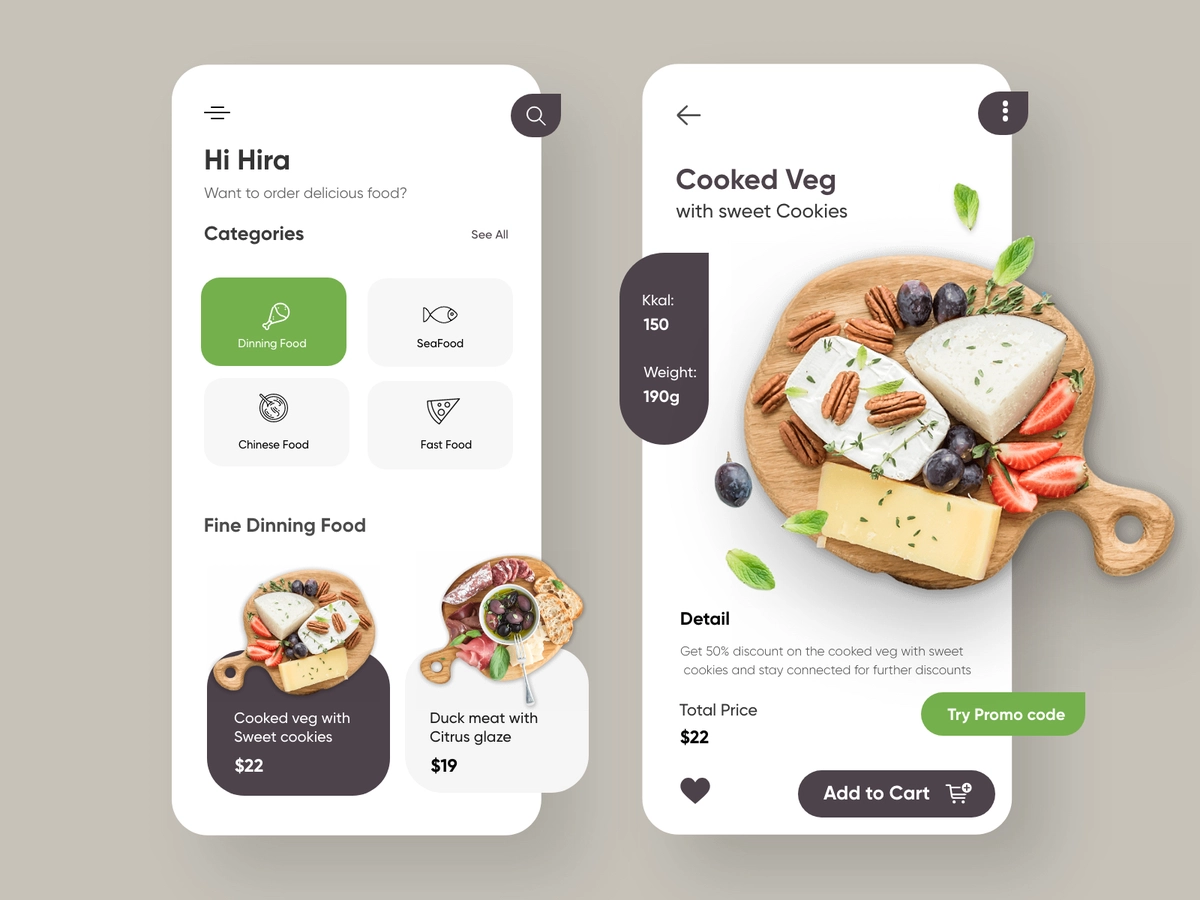 Hi Hira
Want to order delicious food?
Categories
See All
Dinning Food
SeaFood
Chinese Food
Fast Food
Fine Dinning Food
Cooked veg with
Sweet cookies
$22
Duck meat with
Citrus glaze
$19
Cooked Veg
with sweet Cookies
Kkal:
150
Weight:
190g
Detail
Get 50% discount on the cooked veg with sweet
cookies and stay connected for further discounts
Total Price
$22
Try Promo code
Add to Cart